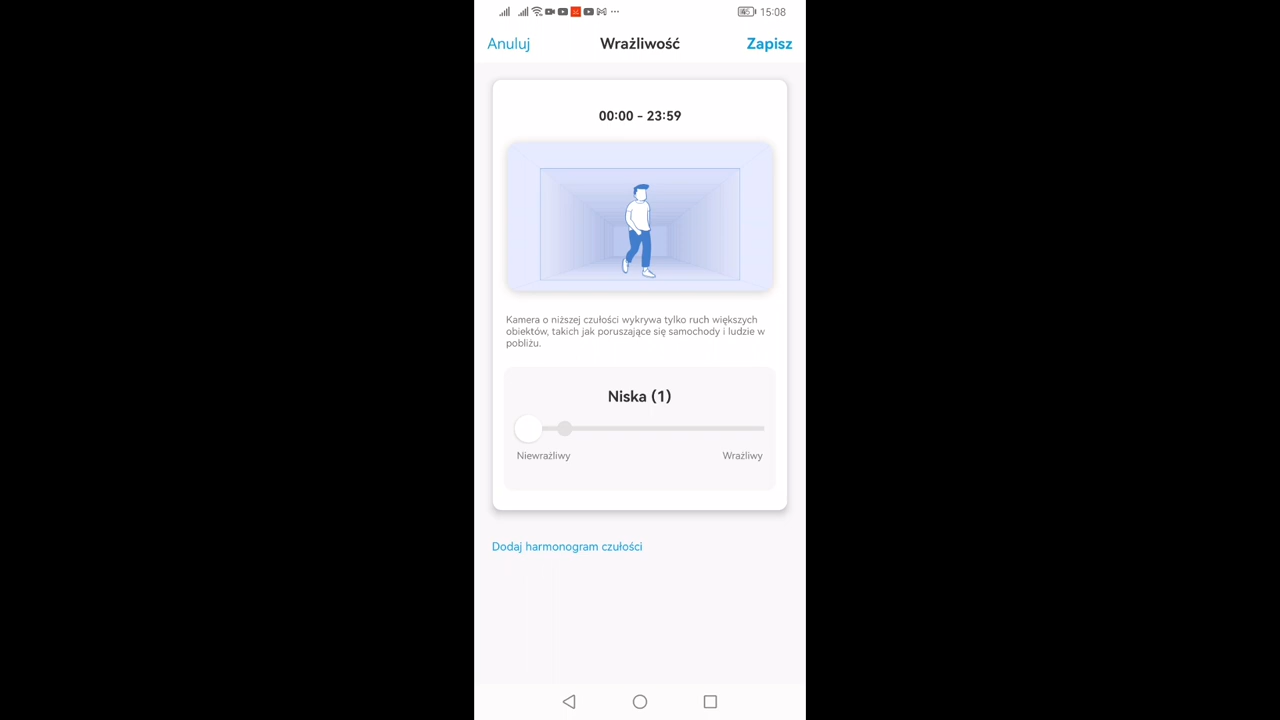 45 15:08
Anuluj Wrażliwość Zapisz
00:00 - 23:59
Kamera o niższej czułości wykrywa tylko ruch większych
obiektów, takich jak poruszające się samochody i ludzie w
pobliżu.
Niska (1)
Niewrażliwy Wrażliwy
Dodaj harmonogram czułości